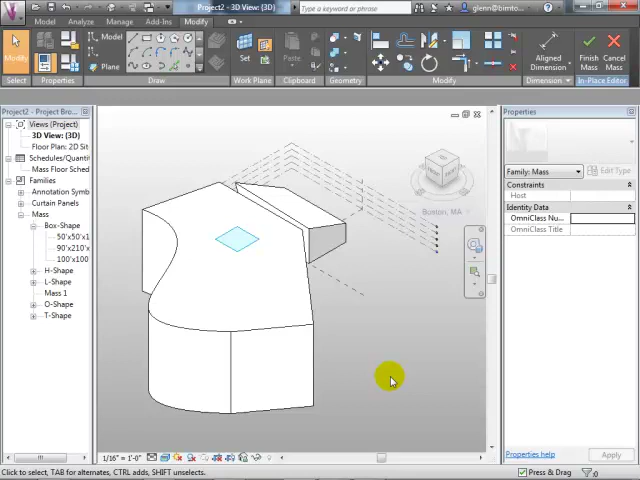 Project2 - 3D View: {3D}
Type a keyword or phrase
glenn@bimto...
Model Analyze Manage Add-Ins Modify
Modify
Model
Plane
Set
Aligned
Dimension
Finish
Mass
Cancel
Mass
Select Properties Draw Work Plane Clipboard Geometry Modify Dimension In-Place Editor
Project2 - Project Bro...
Views (Project)
3D View: {3D}
Floor Plan: 2D Sit
Schedules/Quantit
Mass Floor Sched
Families
Annotation Symb
Curtain Panels
Mass
Box-Shape
50'x50'x1
90'x210'x
100'x100
H-Shape
L-Shape
Mass 1
O-Shape
T-Shape
Boston, MA
Properties
Family: Mass
Edit Type
Constraints
Host
Identity Data
OmniClass Nu...
OmniClass Title
Properties help
Apply
1/16" = 1'-0"
Click to select, TAB for alternates, CTRL adds, SHIFT unselects.
Press & Drag
:0